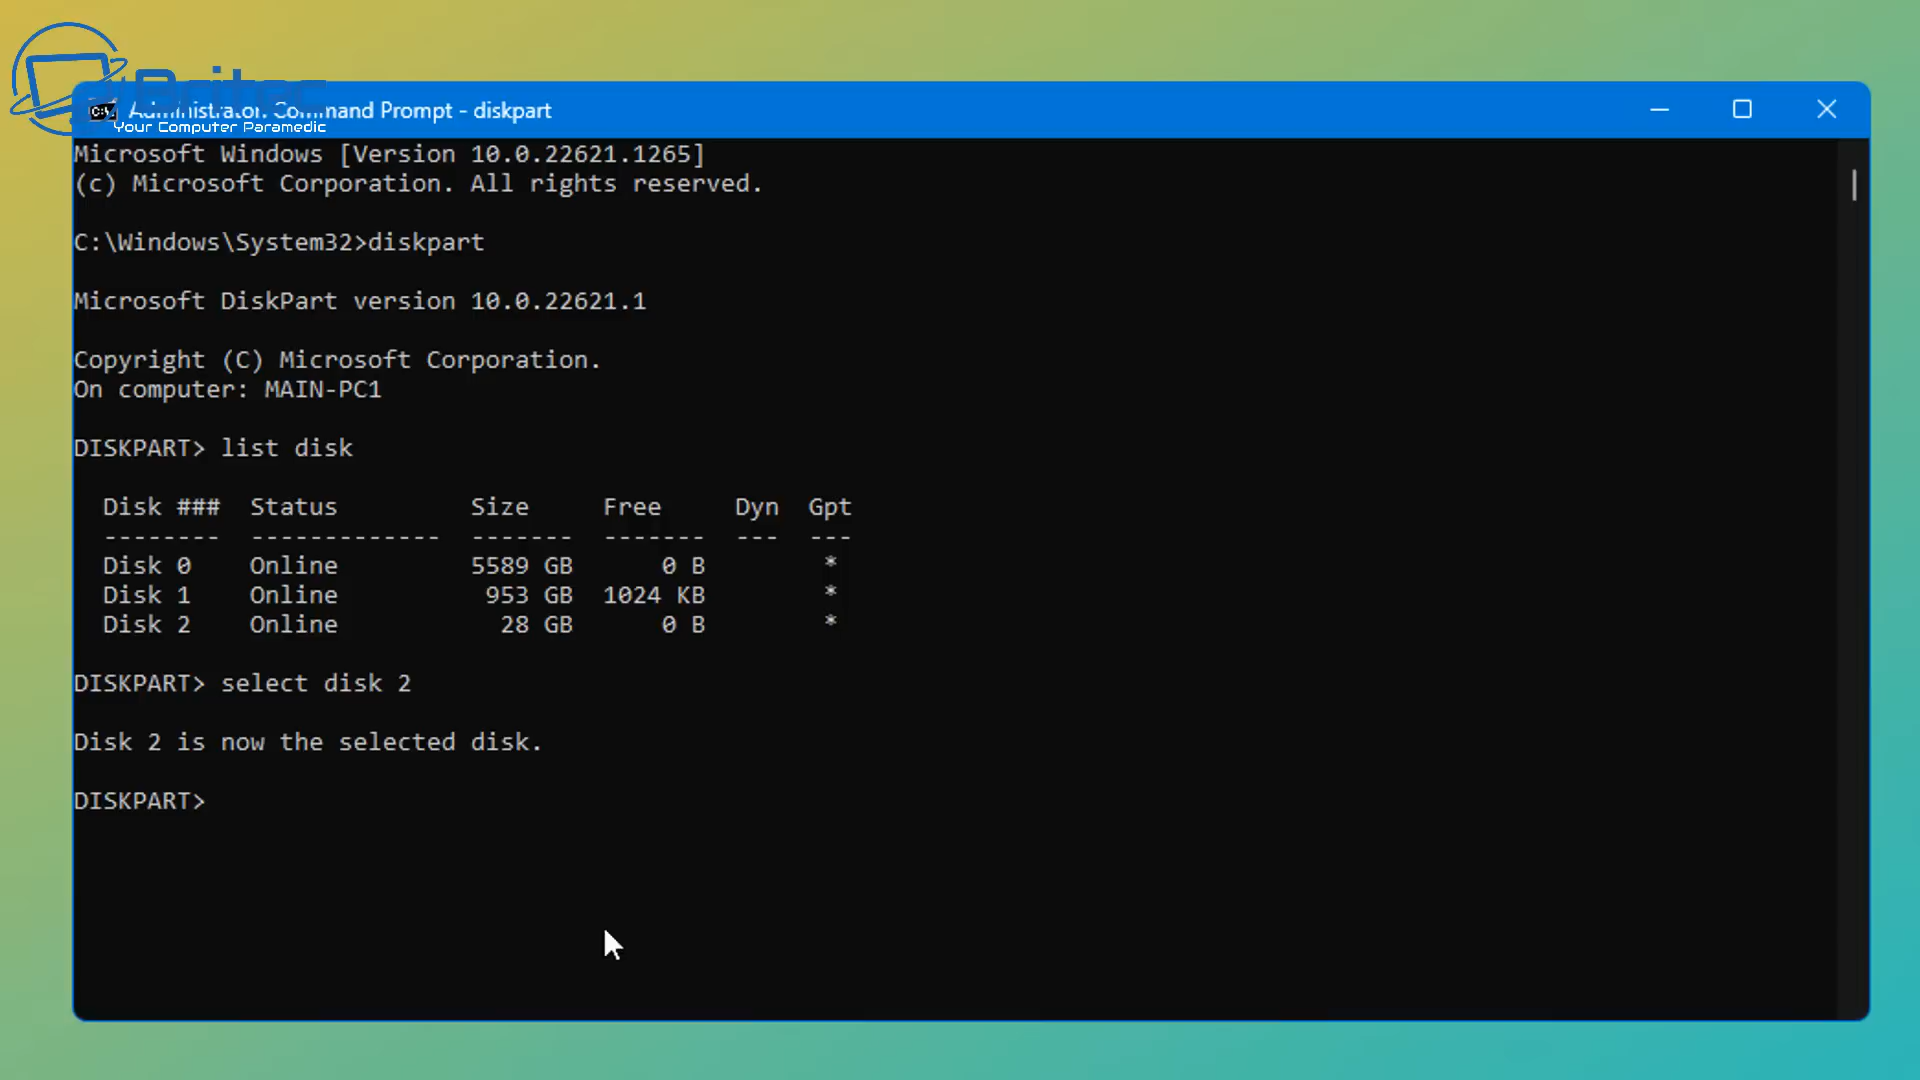 Britec
Your Computer Paramedic
Administrator: Command Prompt - diskpart
Microsoft Windows [Version 10.0.22621.1265]
(c) Microsoft Corporation. All rights reserved.
C:\Windows\System32>diskpart
Microsoft DiskPart version 10.0.22621.1
Copyright (C) Microsoft Corporation.
On computer: MAIN-PC1
DISKPART> list disk
Disk ### Status Size Free Dyn Gpt
-------- ------------- ------- ------- --- ---
Disk 0 Online 5589 GB 0 B *
Disk 1 Online 953 GB 1024 KB *
Disk 2 Online 28 GB 0 B *
DISKPART> select disk 2
Disk 2 is now the selected disk.
DISKPART>